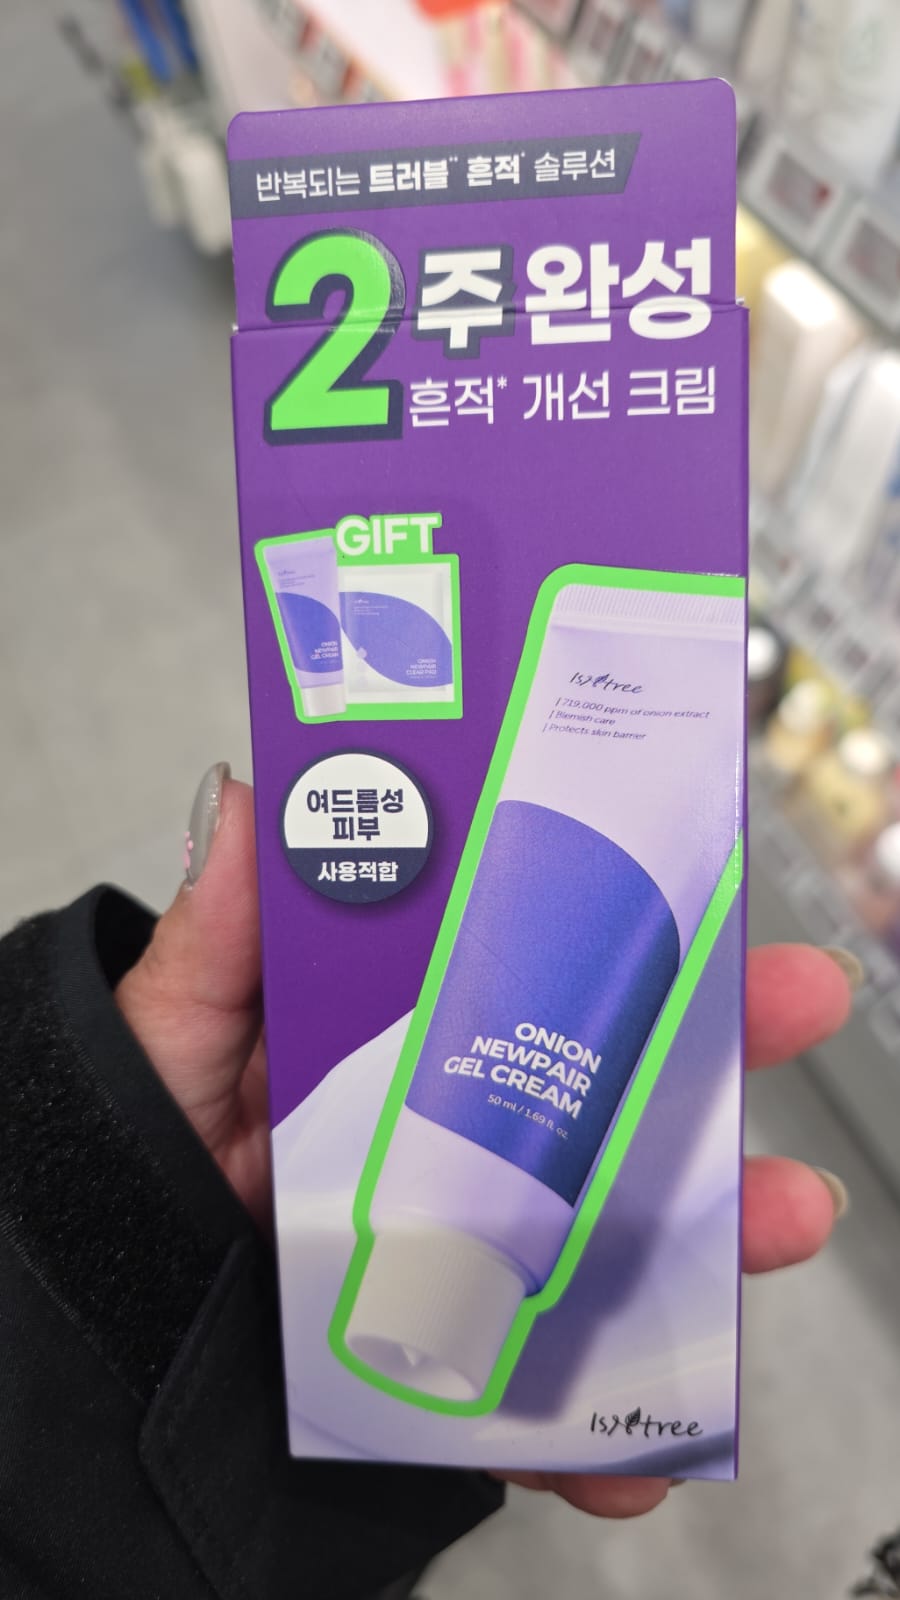 반복되는 트러블** 흔적* 솔루션
2주완성
흔적* 개선 크림
GIFT
ONION
NEWPAIR
GEL CREAM
ONION
NEWPAIR
CLEAR PAD
Isntree
| 719,000 ppm of onion extract
| Blemish care
| Protects skin barrier
여드름성
피부
사용적합
ONION
NEWPAIR
GEL CREAM
50 ml / 1.69 fl. oz.
Isntree